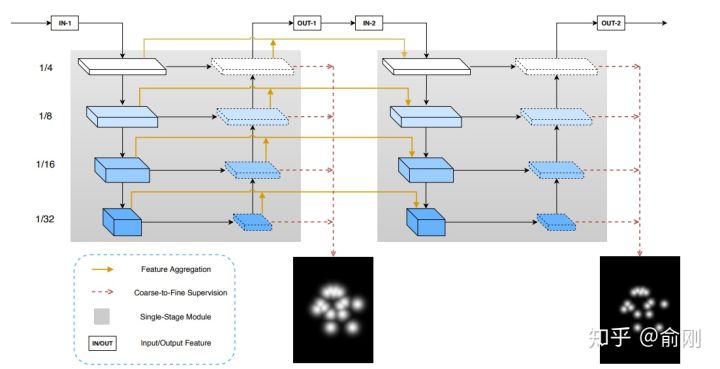 IN-1
OUT-1
IN-2
OUT-2
1/4
1/8
1/16
1/32
Feature Aggregation
Coarse-to-Fine Supervision
Single-Stage Module
IN/OUT
Input/Output Feature
知乎 @俞刚